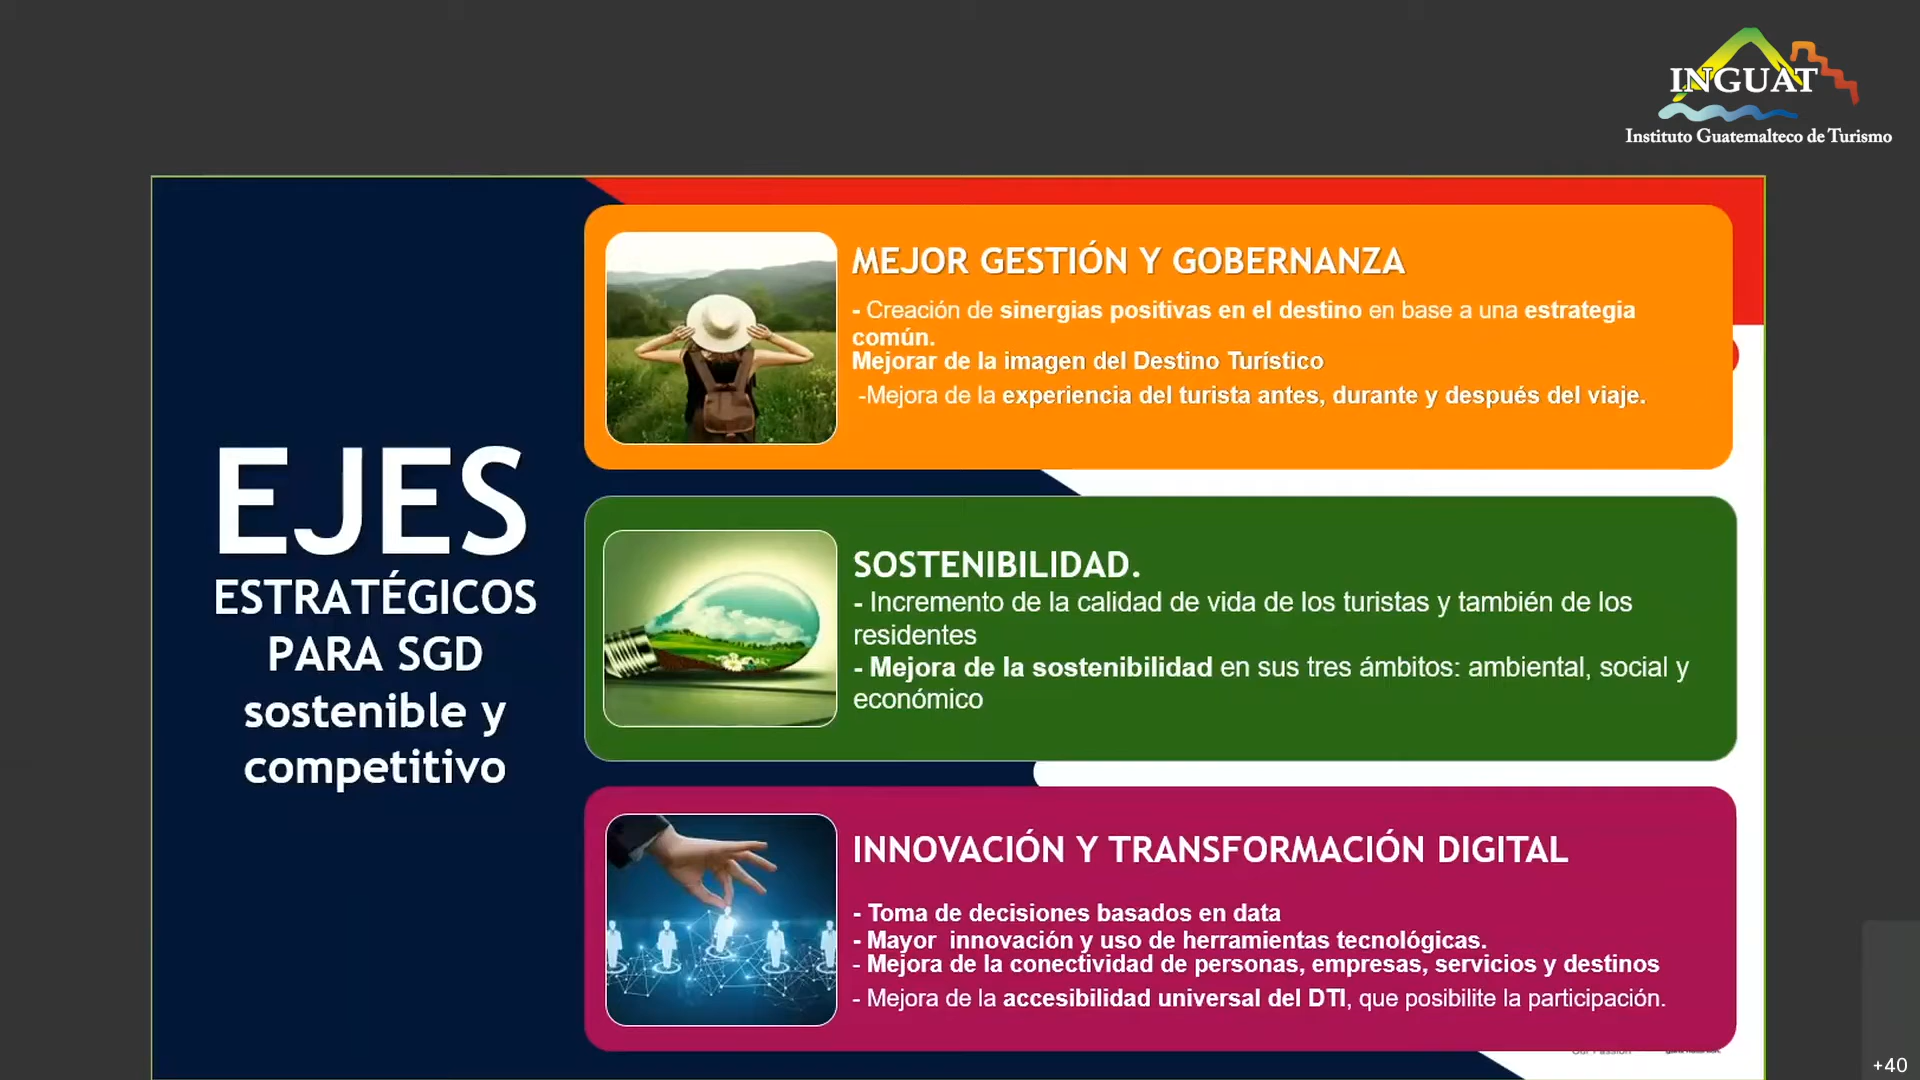 INGUAT
Instituto Guatemalteco de Turismo
EJES
ESTRATÉGICOS
PARA SGD
sostenible y
competitivo
MEJOR GESTIÓN Y GOBERNANZA
- Creación de sinergias positivas en el destino en base a una estrategia
común.
Mejorar de la imagen del Destino Turístico
-Mejora de la experiencia del turista antes, durante y después del viaje.
SOSTENIBILIDAD.
- Incremento de la calidad de vida de los turistas y también de los
residentes
- Mejora de la sostenibilidad en sus tres ámbitos: ambiental, social y
económico
INNOVACIÓN Y TRANSFORMACIÓN DIGITAL
- Toma de decisiones basados en data
- Mayor  innovación y uso de herramientas tecnológicas.
- Mejora de la conectividad de personas, empresas, servicios y destinos
- Mejora de la accesibilidad universal del DTI, que posibilite la participación.
+40